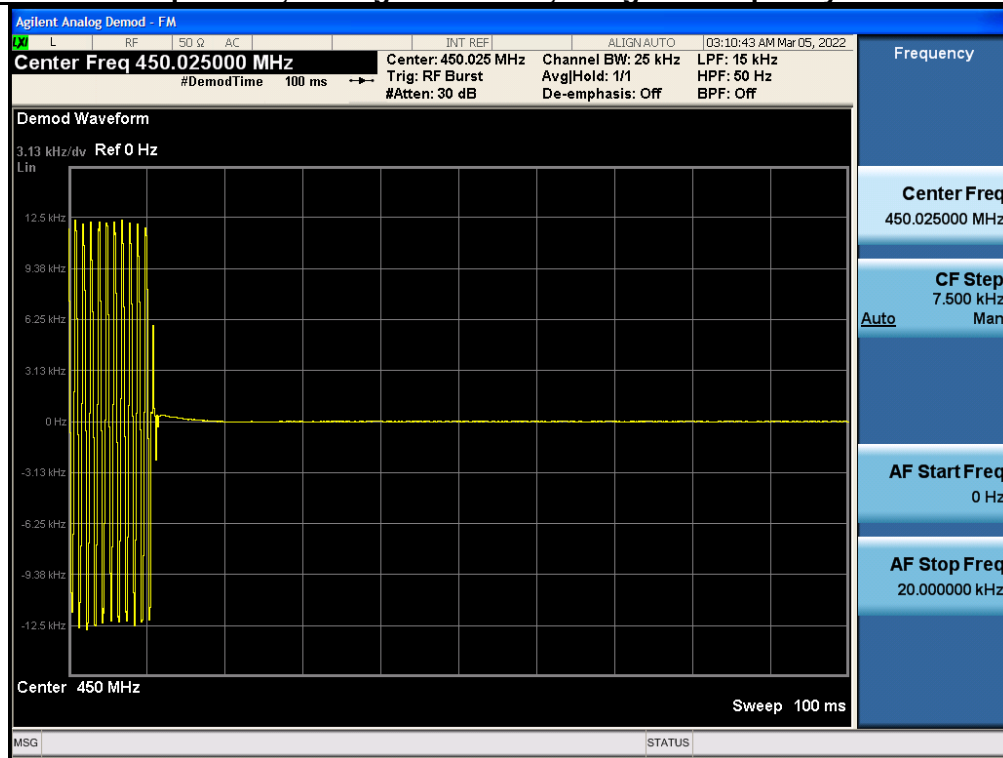 Agilent Analog Demod - FM
LXI L RF 50 Ω AC INT REF ALIGN AUTO 03:10:43 AM Mar 05, 2022
Center Freq 450.025000 MHz
#DemodTime 100 ms
Center: 450.025 MHz Channel BW: 25 kHz LPF: 15 kHz
Trig: RF Burst Avg|Hold: 1/1 HPF: 50 Hz
#Atten: 30 dB De-emphasis: Off BPF: Off
Demod Waveform
3.13 kHz/dv Ref 0 Hz
Lin
12.5 kHz
9.38 kHz
6.25 kHz
3.13 kHz
0 Hz
-3.13 kHz
-6.25 kHz
-9.38 kHz
-12.5 kHz
Center 450 MHz
Sweep 100 ms
MSG STATUS
Frequency
Center Freq
450.025000 MHz
CF Step
7.500 kHz
Auto Man
AF Start Freq
0 Hz
AF Stop Freq
20.000000 kHz